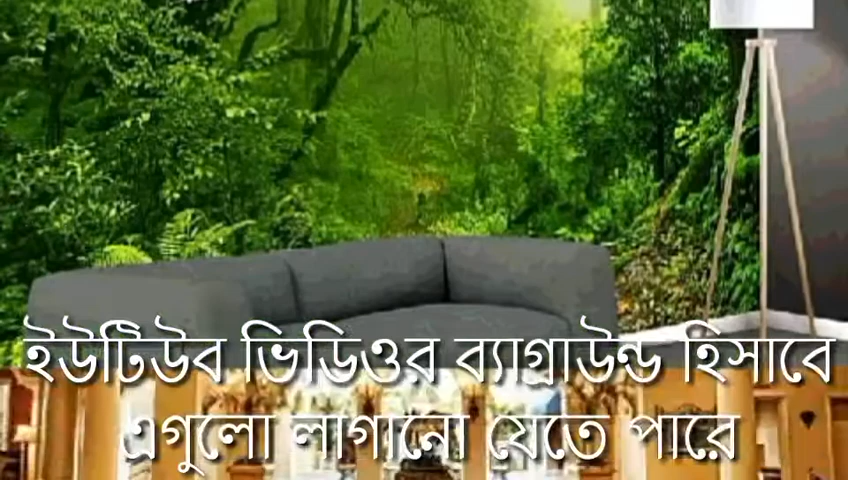 ইউটিউব ভিডিওর ব্যাগ্রাউন্ড হিসাবে
এগুলো লাগানো যেতে পারে